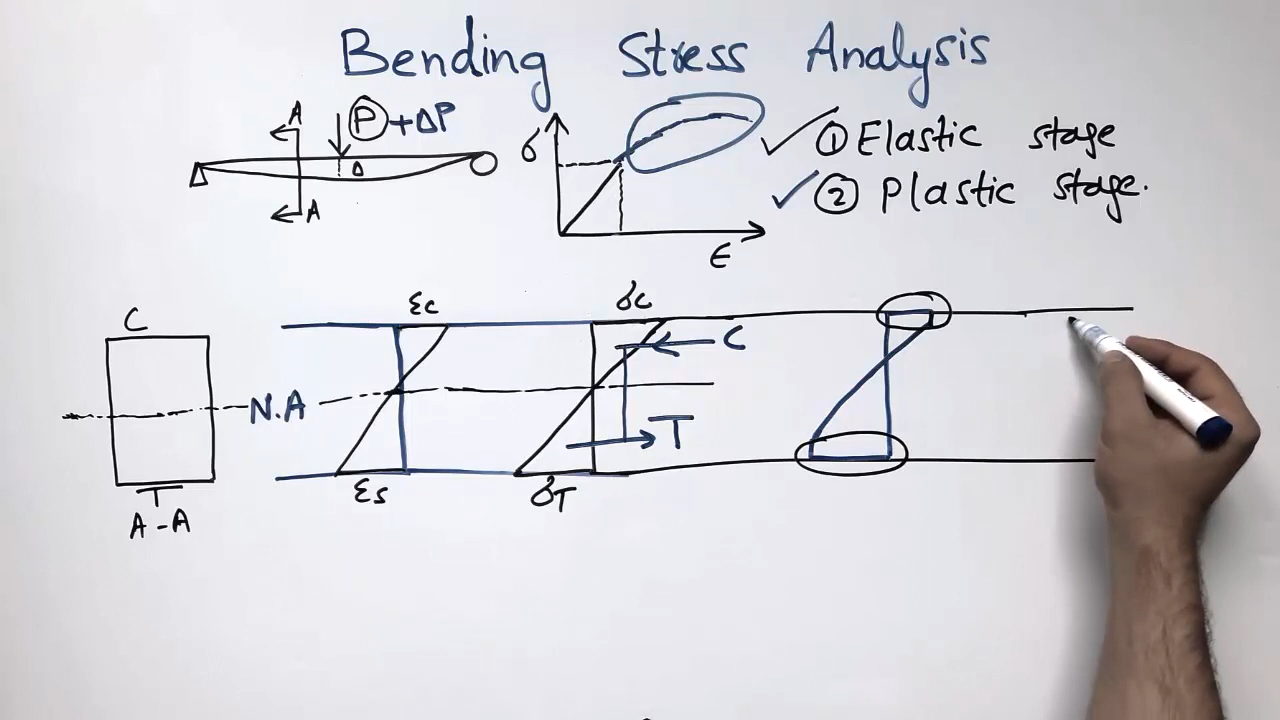 Bending Stress Analysis
A
P + ΔP
Δ
A
σ
ε
① Elastic stage
② Plastic stage.
C
N.A
T
A - A
εc
εs
σc
C
T
σT